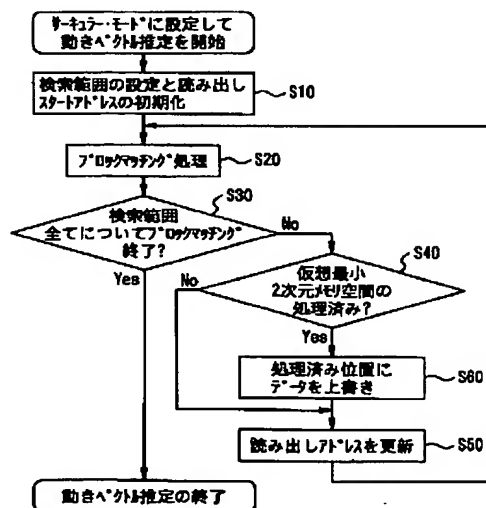 ｻｰｷｭﾗｰ・ﾓｰﾄﾞに設定して
動きﾍﾞｸﾄﾙ推定を開始
検索範囲の設定と読み出し
ｽﾀｰﾄｱﾄﾞﾚｽの初期化
S10
ﾌﾞﾛｯｸﾏｯﾁﾝｸﾞ処理
S20
S30
検索範囲
全てについてﾌﾞﾛｯｸﾏｯﾁﾝｸﾞ
終了?
No
Yes
S40
仮想最小
2次元ﾒﾓﾘ空間の
処理済み?
No
Yes
処理済み位置に
ﾃﾞｰﾀを上書き
S60
読み出しｱﾄﾞﾚｽを更新
S50
動きﾍﾞｸﾄﾙ推定の終了